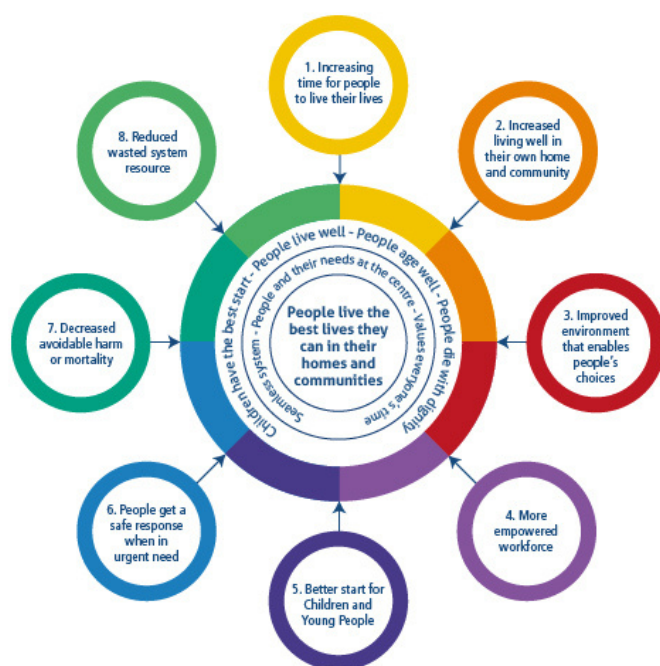 1. Increasing
time for people
to live their lives
2. Increased
living well in
their own home
and community
3. Improved
environment
that enables
people's
choices
4. More
empowered
workforce
5. Better start for
Children and
Young People
6. People get a
safe response
when in
urgent need
7. Decreased
avoidable harm
or mortality
8. Reduced
wasted system
resource
Children have the best start - People live well - People age well - People die with dignity
Seamless system - People and their needs at the centre - Values everyone's time
People live the
best lives they
can in their
homes and
communities